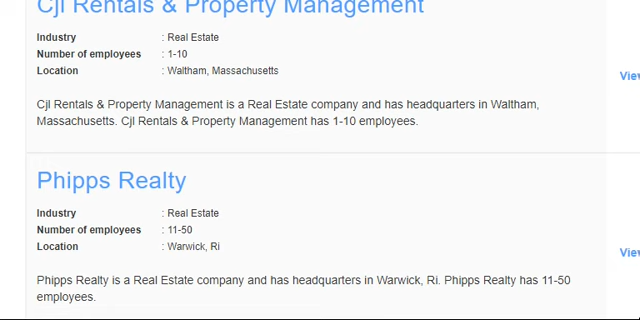 Cjl Rentals & Property Management
Industry : Real Estate
Number of employees : 1-10
Location : Waltham, Massachusetts
Cjl Rentals & Property Management is a Real Estate company and has headquarters in Waltham,
Massachusetts. Cjl Rentals & Property Management has 1-10 employees.
Phipps Realty
Industry : Real Estate
Number of employees : 11-50
Location : Warwick, Ri
Phipps Realty is a Real Estate company and has headquarters in Warwick, Ri. Phipps Realty has 11-50
employees.